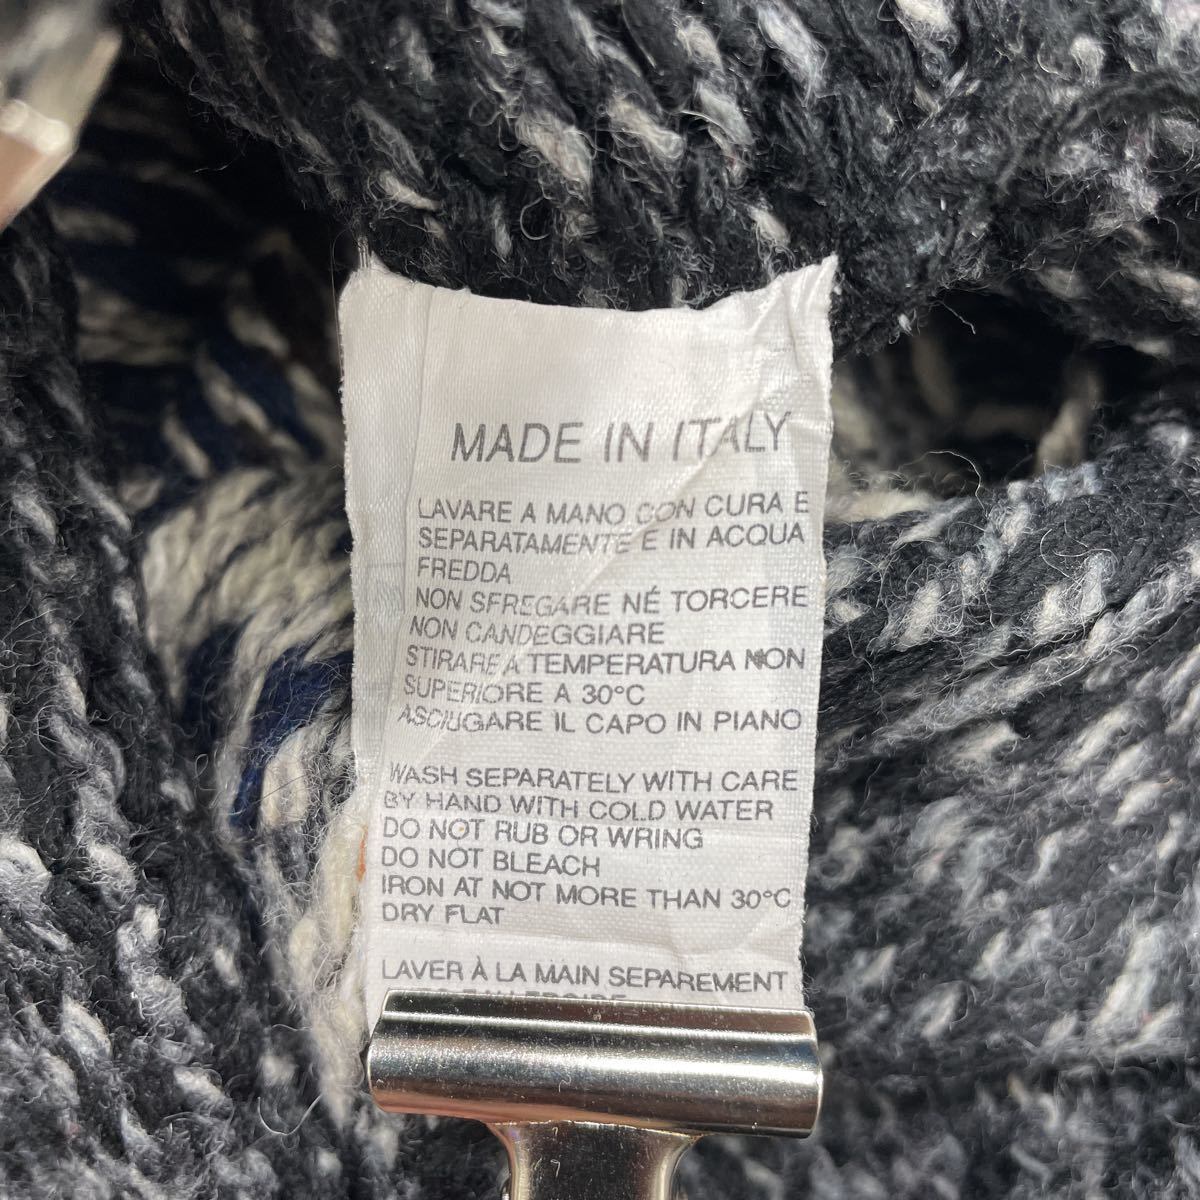 MADE IN ITALY
LAVARE A MANO CON CURA E
SEPARATAMENTE E IN ACQUA
FREDDA
NON SFREGARE NÉ TORCERE
NON CANDEGGIARE
STIRARE A TEMPERATURA NON
SUPERIORE A 30°C
ASCIUGARE IL CAPO IN PIANO
WASH SEPARATELY WITH CARE
BY HAND WITH COLD WATER
DO NOT RUB OR WRING
DO NOT BLEACH
IRON AT NOT MORE THAN 30°C
DRY FLAT
LAVER À LA MAIN SEPAREMENT